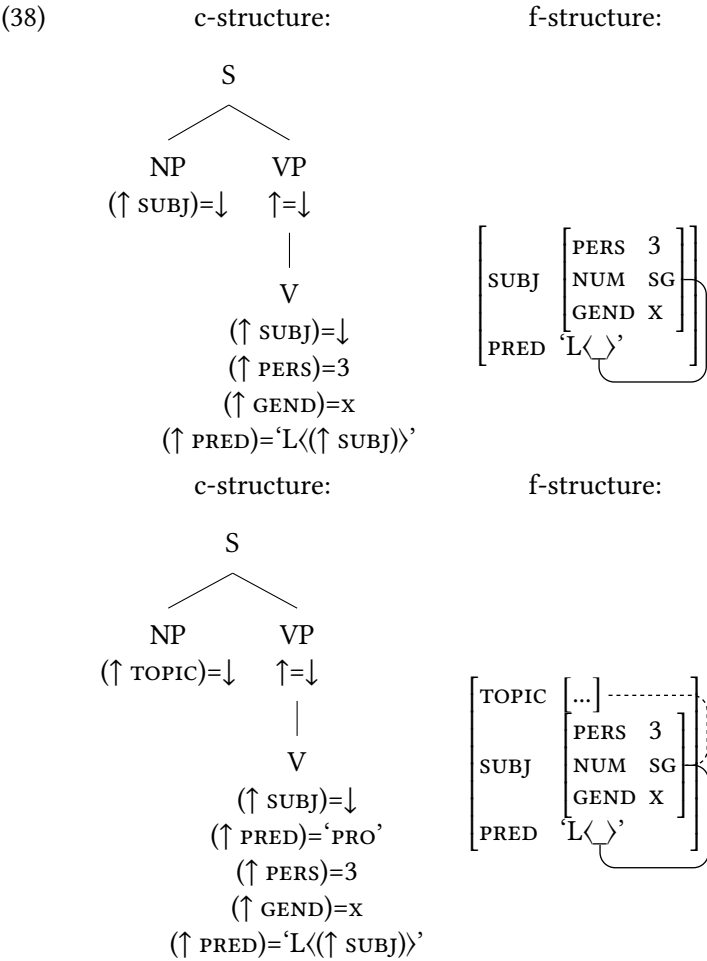 (38) c-structure: f-structure:
S
NP VP
(↑ SUBJ)=↓ ↑=↓
V
(↑ SUBJ)=↓
(↑ PERS)=3
(↑ GEND)=X
(↑ PRED)=‘L⟨(↑ SUBJ)⟩’
SUBJ PERS 3
NUM SG
GEND X
PRED ‘L⟨_⟩’
c-structure: f-structure:
S
NP VP
(↑ TOPIC)=↓ ↑=↓
V
(↑ SUBJ)=↓
(↑ PRED)=‘PRO’
(↑ PERS)=3
(↑ GEND)=X
(↑ PRED)=‘L⟨(↑ SUBJ)⟩’
TOPIC [...]
SUBJ PERS 3
NUM SG
GEND X
PRED ‘L⟨_⟩’